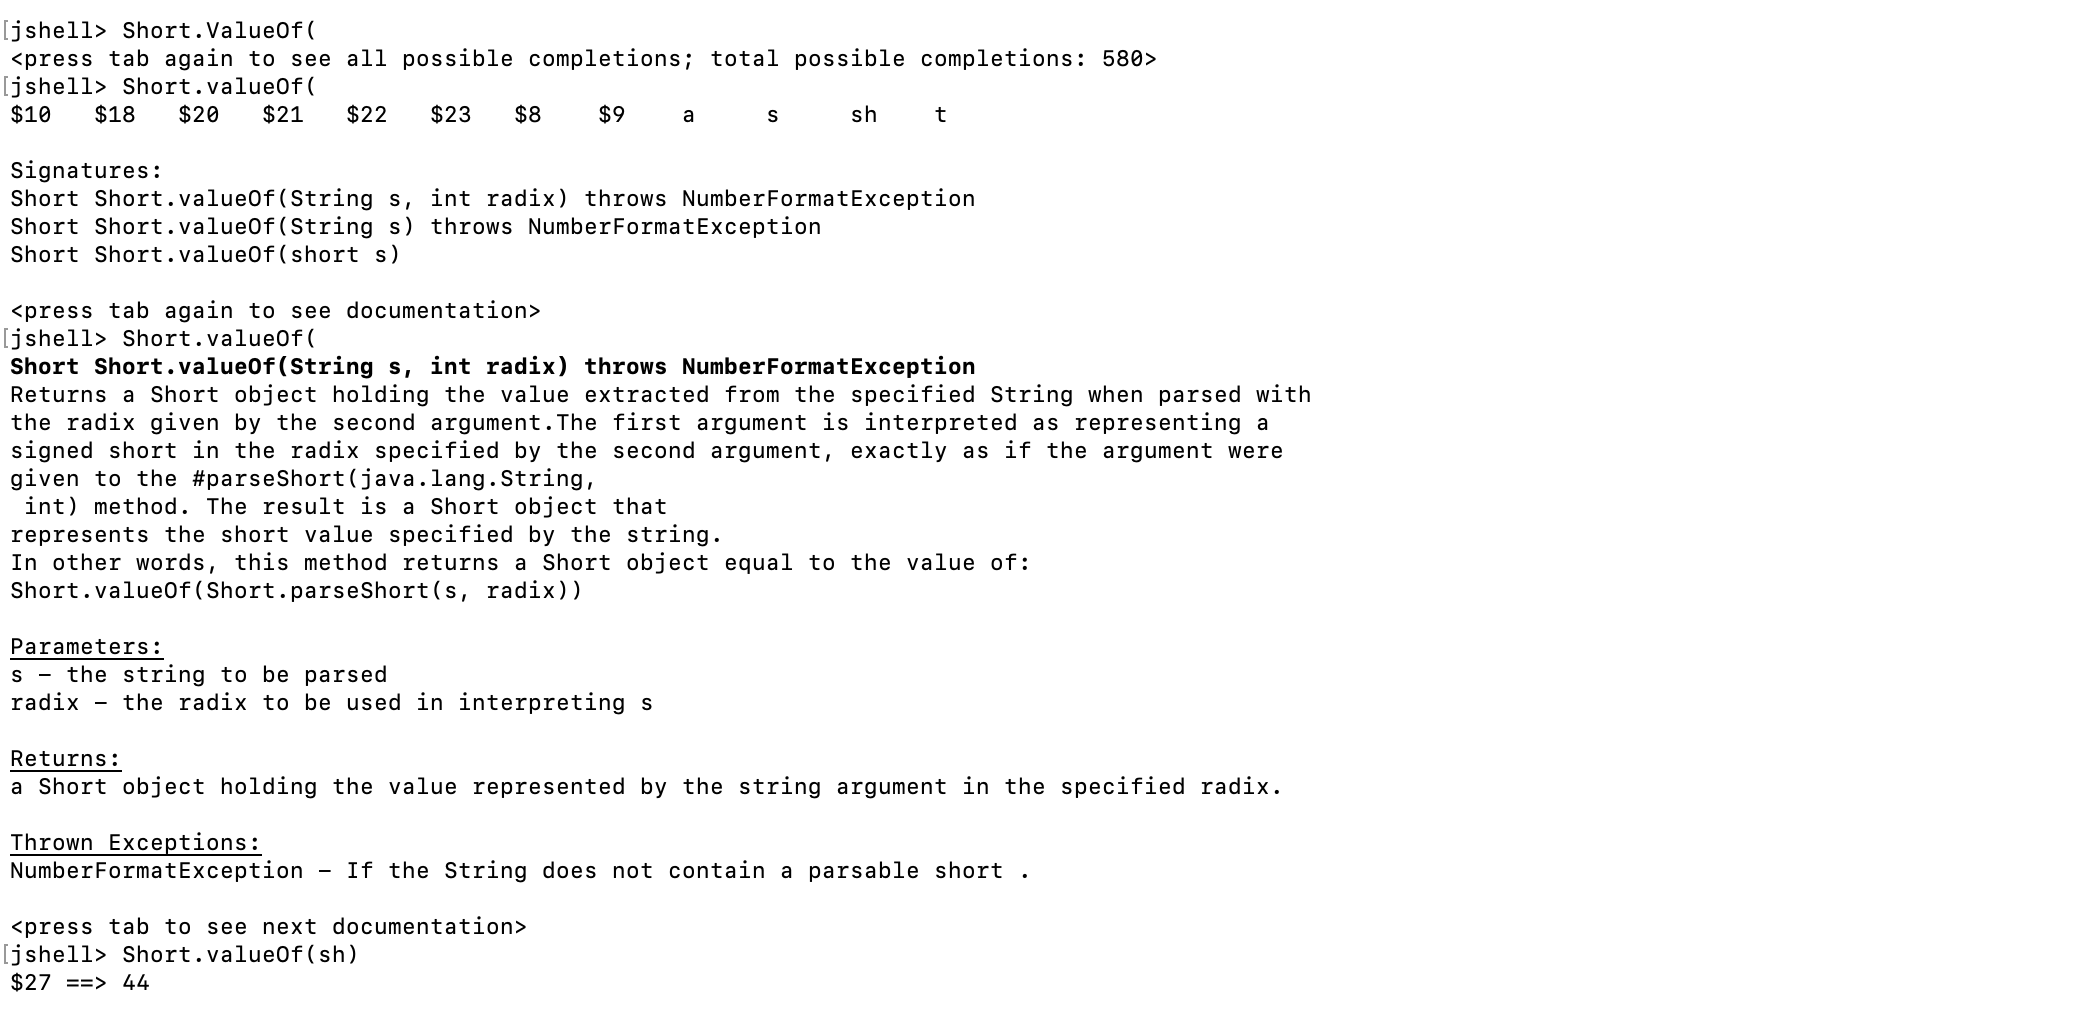 [jshell> Short.ValueOf(
<press tab again to see all possible completions; total possible completions: 580>
[jshell> Short.valueOf(
$10   $18   $20   $21   $22   $23   $8    $9    a     s     sh    t

Signatures:
Short Short.valueOf(String s, int radix) throws NumberFormatException
Short Short.valueOf(String s) throws NumberFormatException
Short Short.valueOf(short s)

<press tab again to see documentation>
[jshell> Short.valueOf(
Short Short.valueOf(String s, int radix) throws NumberFormatException
Returns a Short object holding the value extracted from the specified String when parsed with
the radix given by the second argument.The first argument is interpreted as representing a
signed short in the radix specified by the second argument, exactly as if the argument were
given to the #parseShort(java.lang.String,
 int) method. The result is a Short object that
represents the short value specified by the string.
In other words, this method returns a Short object equal to the value of:
Short.valueOf(Short.parseShort(s, radix))

Parameters:
s – the string to be parsed
radix – the radix to be used in interpreting s

Returns:
a Short object holding the value represented by the string argument in the specified radix.

Thrown Exceptions:
NumberFormatException – If the String does not contain a parsable short .

<press tab to see next documentation>
[jshell> Short.valueOf(sh)
$27 ==> 44